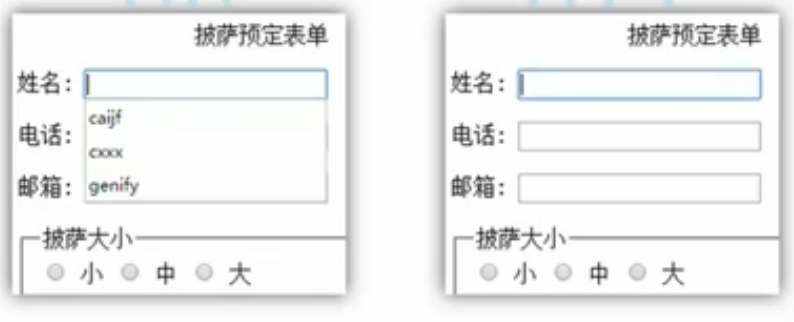 披萨预定表单
姓名:
caijf
电话:
cxxx
邮箱:
genify
披萨大小
小 中 大
披萨预定表单
姓名:
电话:
邮箱:
披萨大小
小 中 大